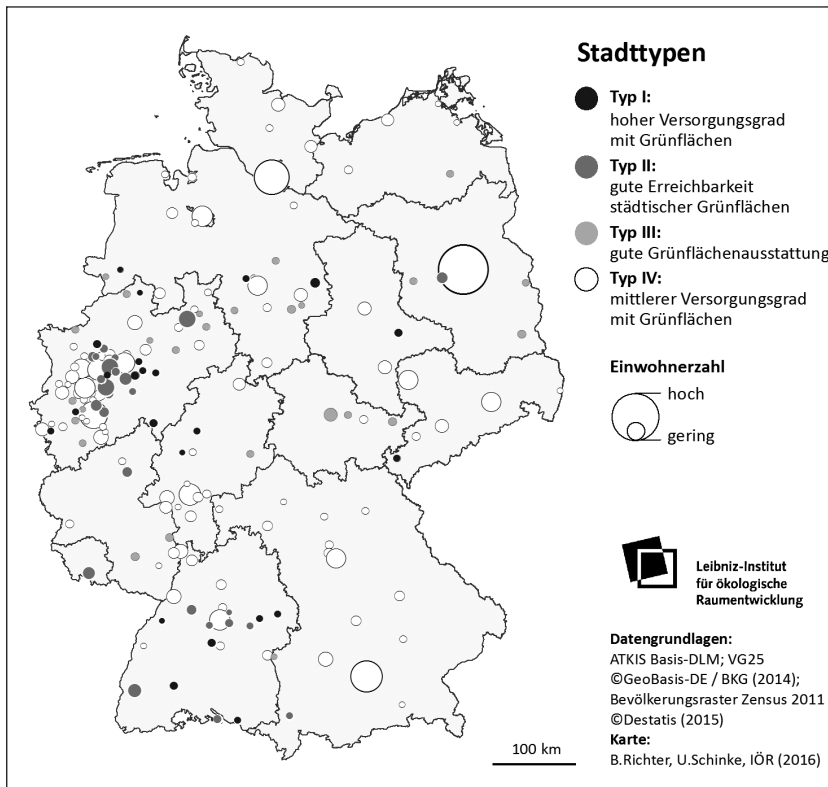 Stadttypen
Typ I:
hoher Versorgungsgrad
mit Grünflächen
Typ II:
gute Erreichbarkeit
städtischer Grünflächen
Typ III:
gute Grünflächenausstattung
Typ IV:
mittlerer Versorgungsgrad
mit Grünflächen
Einwohnerzahl
hoch
gering
Leibniz-Institut
für ökologische
Raumentwicklung
Datengrundlagen:
ATKIS Basis-DLM; VG25
©GeoBasis-DE / BKG (2014);
Bevölkerungsraster Zensus 2011
©Destatis (2015)
Karte:
B.Richter, U.Schinke, IÖR (2016)
100 km